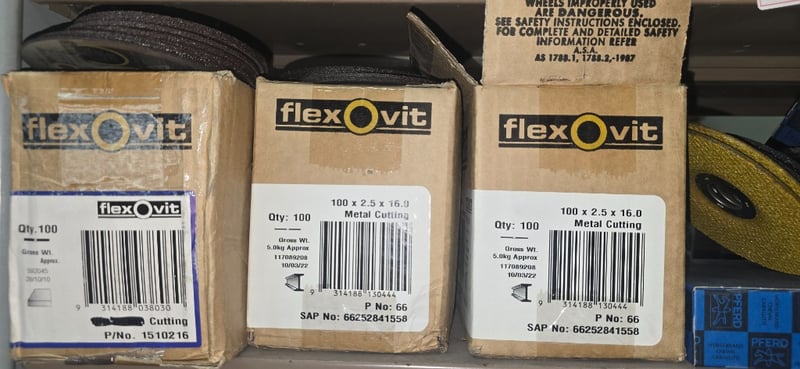 WHEELS IMPROPERLY USED
ARE DANGEROUS.
SEE SAFETY INSTRUCTIONS ENCLOSED.
FOR COMPLETE AND DETAILED SAFETY
INFORMATION REFER
A.S.A.
AS 1788.1, 1788.2,-1987
flexOvit
flexOvit
Qty. 100
Gross Wt.
Approx.
592045
28/10/10
9 314188 038030
Cutting
P/No. 1510216
flexOvit
100 x 2.5 x 16.0
Metal Cutting
Qty: 100
Gross Wt.
5.0kg Approx
117089208
10/03/22
9 314188 130444
P No: 66
SAP No: 66252841558
flexOvit
100 x 2.5 x 16.0
Metal Cutting
Qty: 100
Gross Wt.
5.0kg Approx
117089208
10/03/22
9 314188 130444
P No: 66
SAP No: 66252841558
PFERD
PFERD